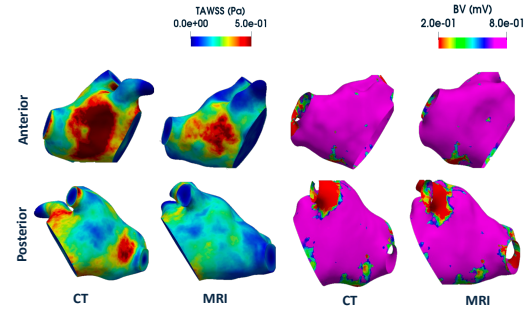 TAWSS (Pa)
0.0e+00 5.0e-01
BV (mV)
2.0e-01 8.0e-01
Anterior
Posterior
CT MRI CT MRI